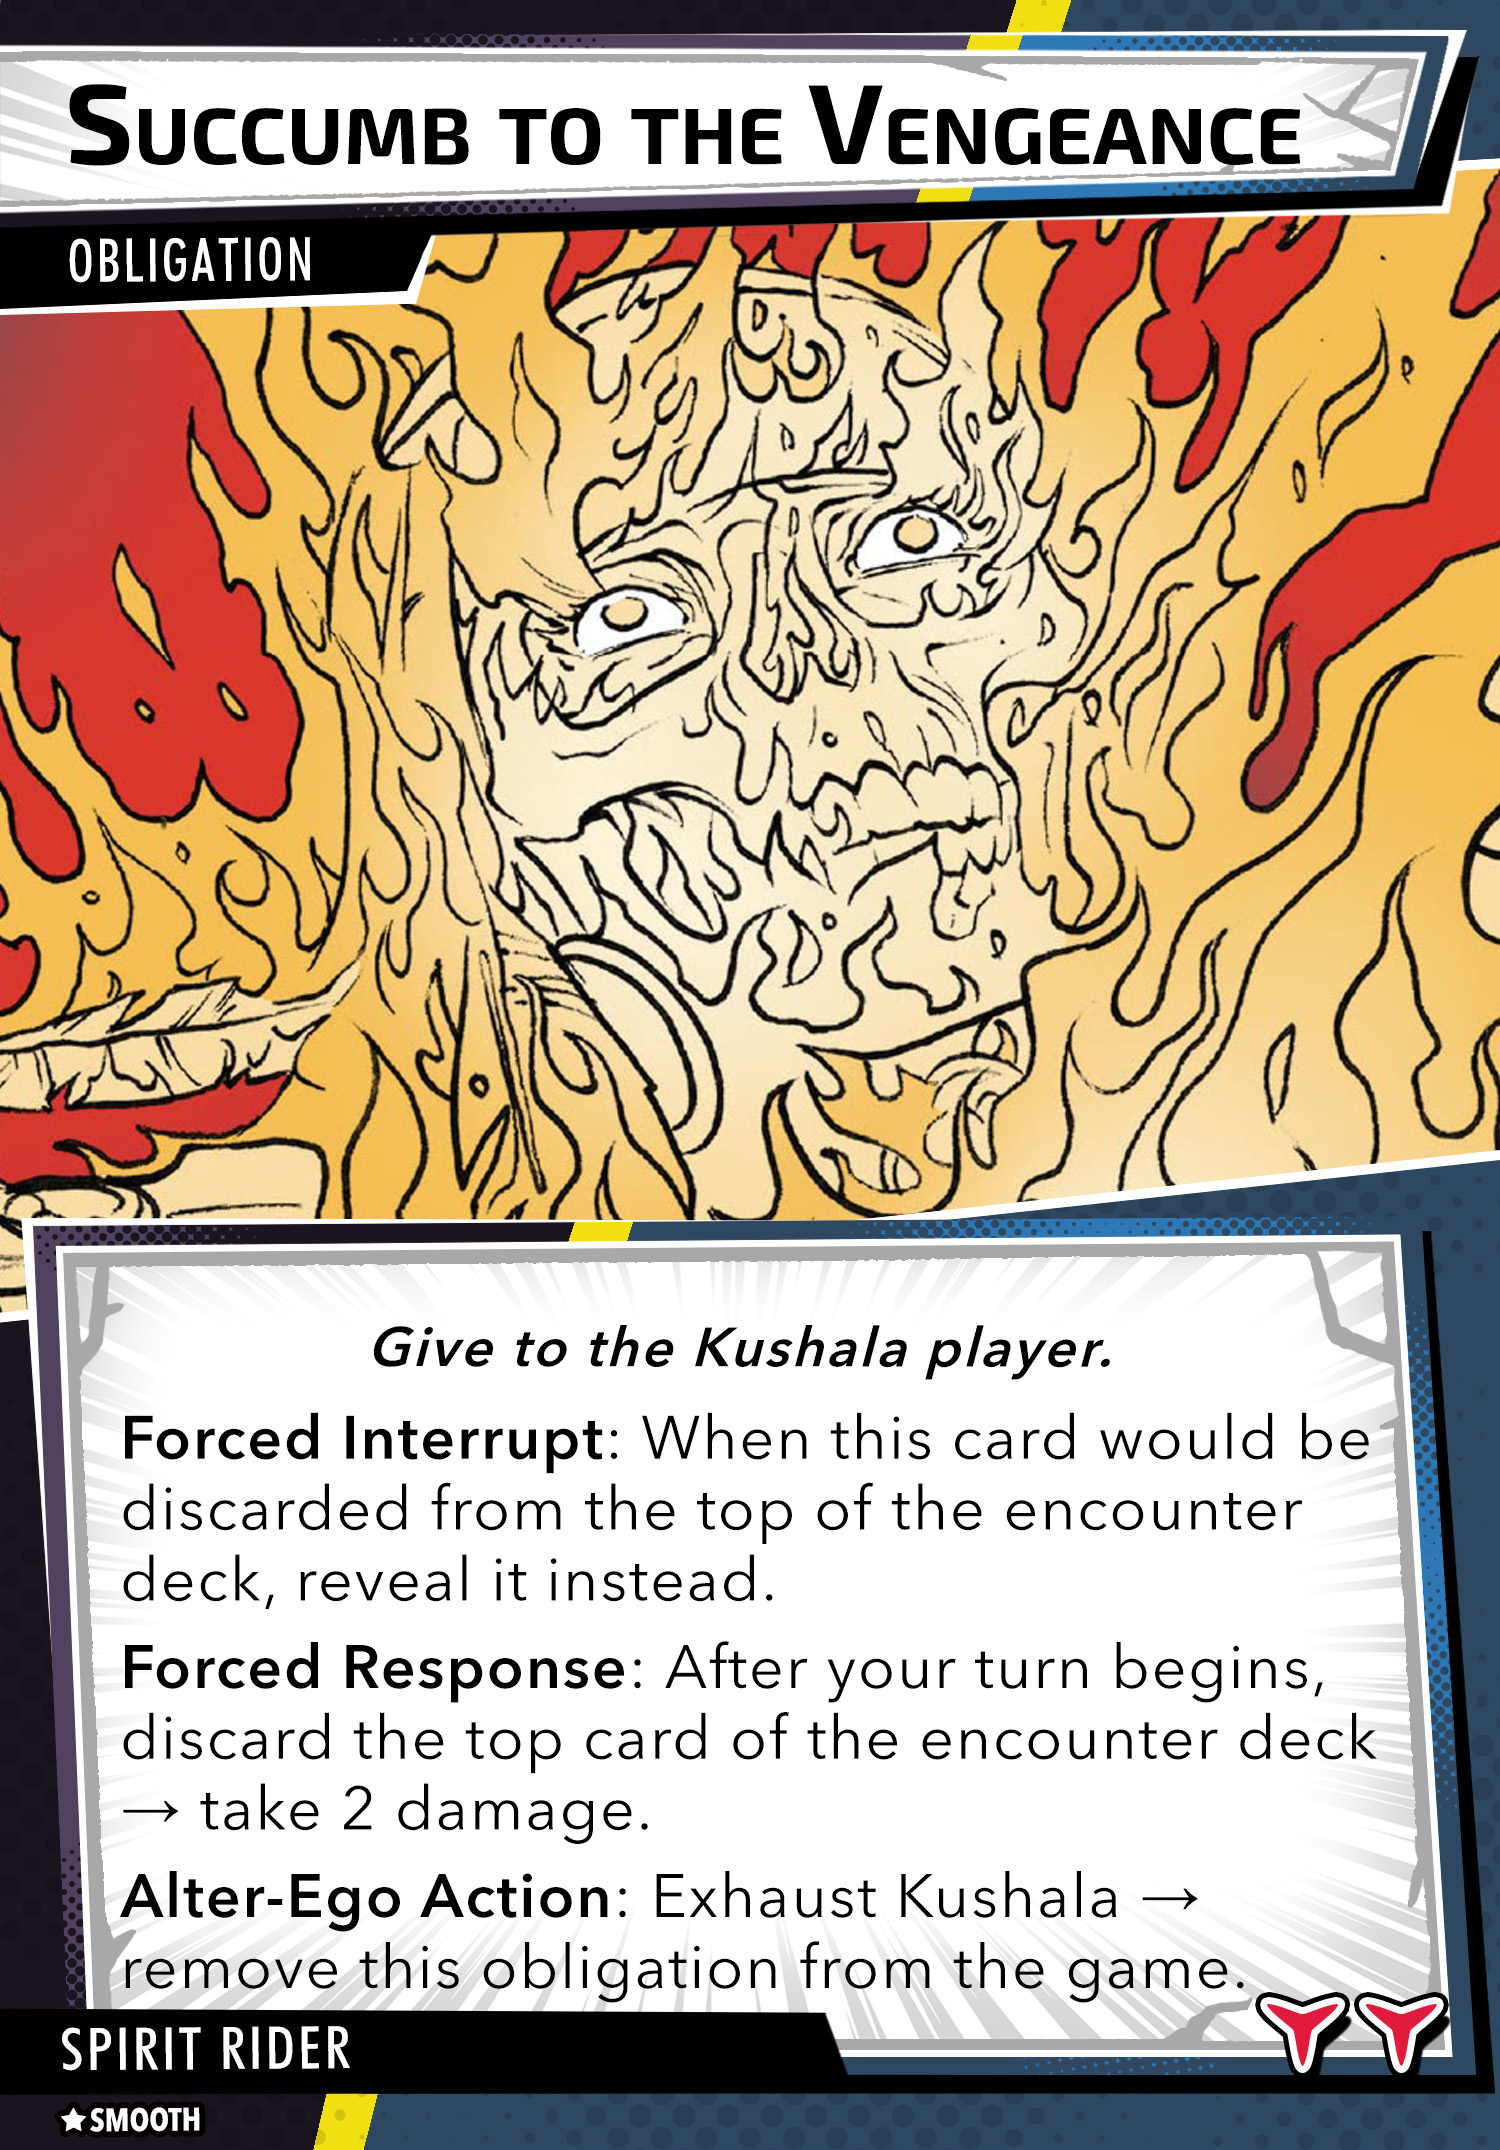 Succumb to the Vengeance
OBLIGATION
Give to the Kushala player.
Forced Interrupt: When this card would be
discarded from the top of the encounter
deck, reveal it instead.
Forced Response: After your turn begins,
discard the top card of the encounter deck
→ take 2 damage.
Alter-Ego Action: Exhaust Kushala →
remove this obligation from the game.
SPIRIT RIDER
★SMOOTH